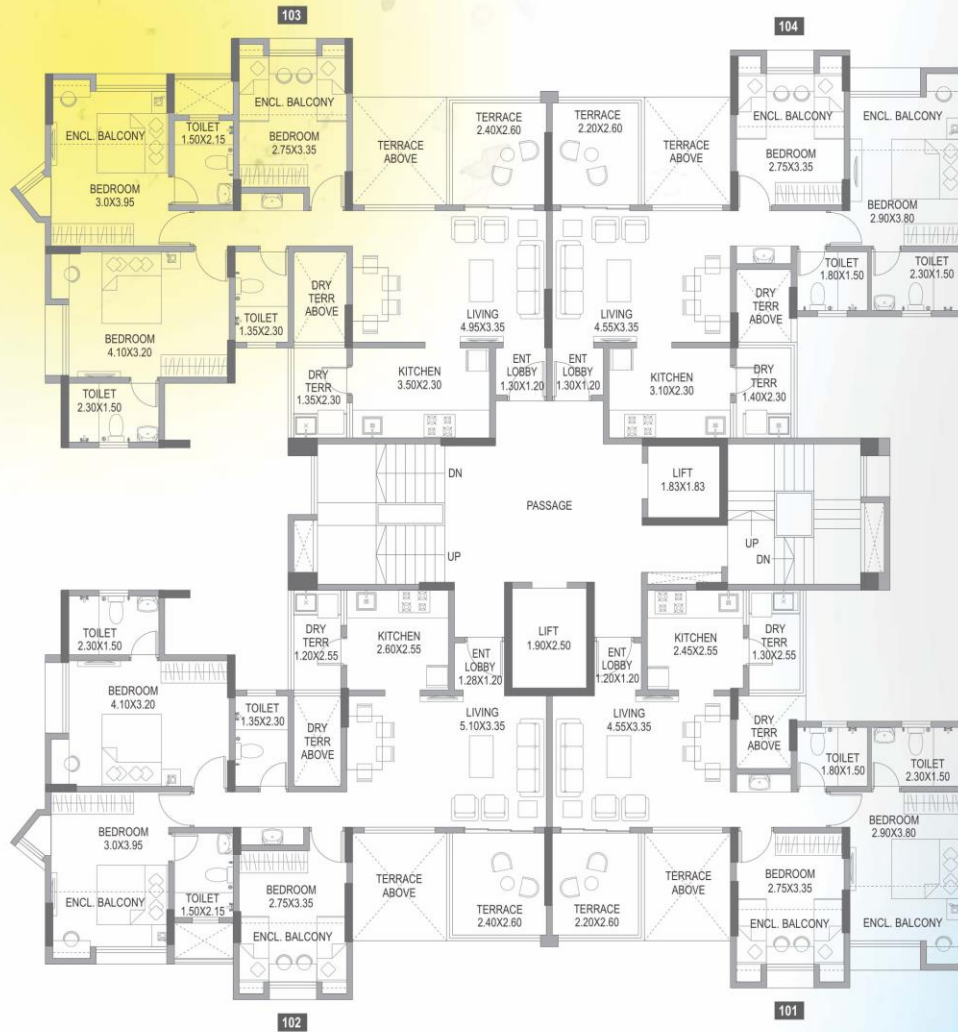 103
104
ENCL. BALCONY
BEDROOM
3.0X3.95
TOILET
1.50X2.15
ENCL. BALCONY
BEDROOM
2.75X3.35
TERRACE
ABOVE
TERRACE
2.40X2.60
TERRACE
2.20X2.60
TERRACE
ABOVE
ENCL. BALCONY
BEDROOM
2.75X3.35
ENCL. BALCONY
BEDROOM
2.90X3.80
BEDROOM
4.10X3.20
TOILET
1.35X2.30
DRY
TERR
ABOVE
LIVING
4.95X3.35
LIVING
4.55X3.35
DRY
TERR
ABOVE
TOILET
1.80X1.50
TOILET
2.30X1.50
TOILET
2.30X1.50
DRY
TERR
1.35X2.30
KITCHEN
3.50X2.30
ENT
LOBBY
1.30X1.20
ENT
LOBBY
1.30X1.20
KITCHEN
3.10X2.30
DRY
TERR
1.40X2.30
DN
UP
PASSAGE
LIFT
1.83X1.83
UP
DN
TOILET
2.30X1.50
DRY
TERR
1.20X2.55
KITCHEN
2.60X2.55
ENT
LOBBY
1.28X1.20
LIFT
1.90X2.50
ENT
LOBBY
1.20X1.20
KITCHEN
2.45X2.55
DRY
TERR
1.30X2.55
BEDROOM
4.10X3.20
TOILET
1.35X2.30
DRY
TERR
ABOVE
LIVING
5.10X3.35
LIVING
4.55X3.35
DRY
TERR
ABOVE
TOILET
1.80X1.50
TOILET
2.30X1.50
BEDROOM
3.0X3.95
ENCL. BALCONY
TOILET
1.50X2.15
BEDROOM
2.75X3.35
ENCL. BALCONY
TERRACE
ABOVE
TERRACE
2.40X2.60
TERRACE
2.20X2.60
TERRACE
ABOVE
BEDROOM
2.75X3.35
ENCL. BALCONY
BEDROOM
2.90X3.80
ENCL. BALCONY
102
101